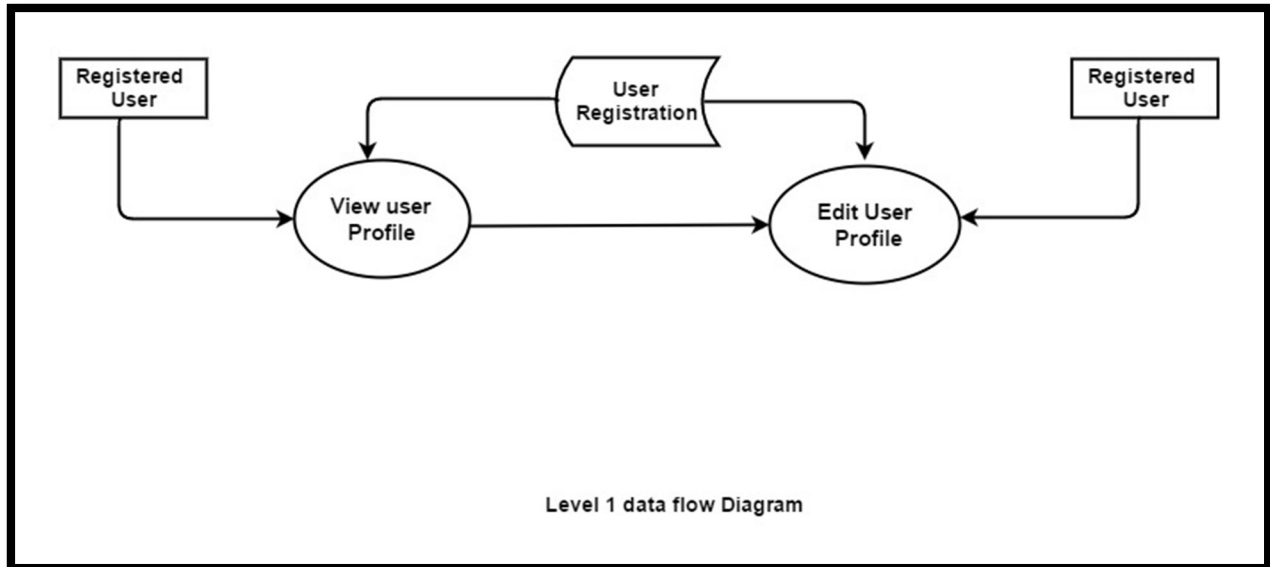 Registered
User
User
Registration
Registered
User
View user
Profile
Edit User
Profile
Level 1 data flow Diagram